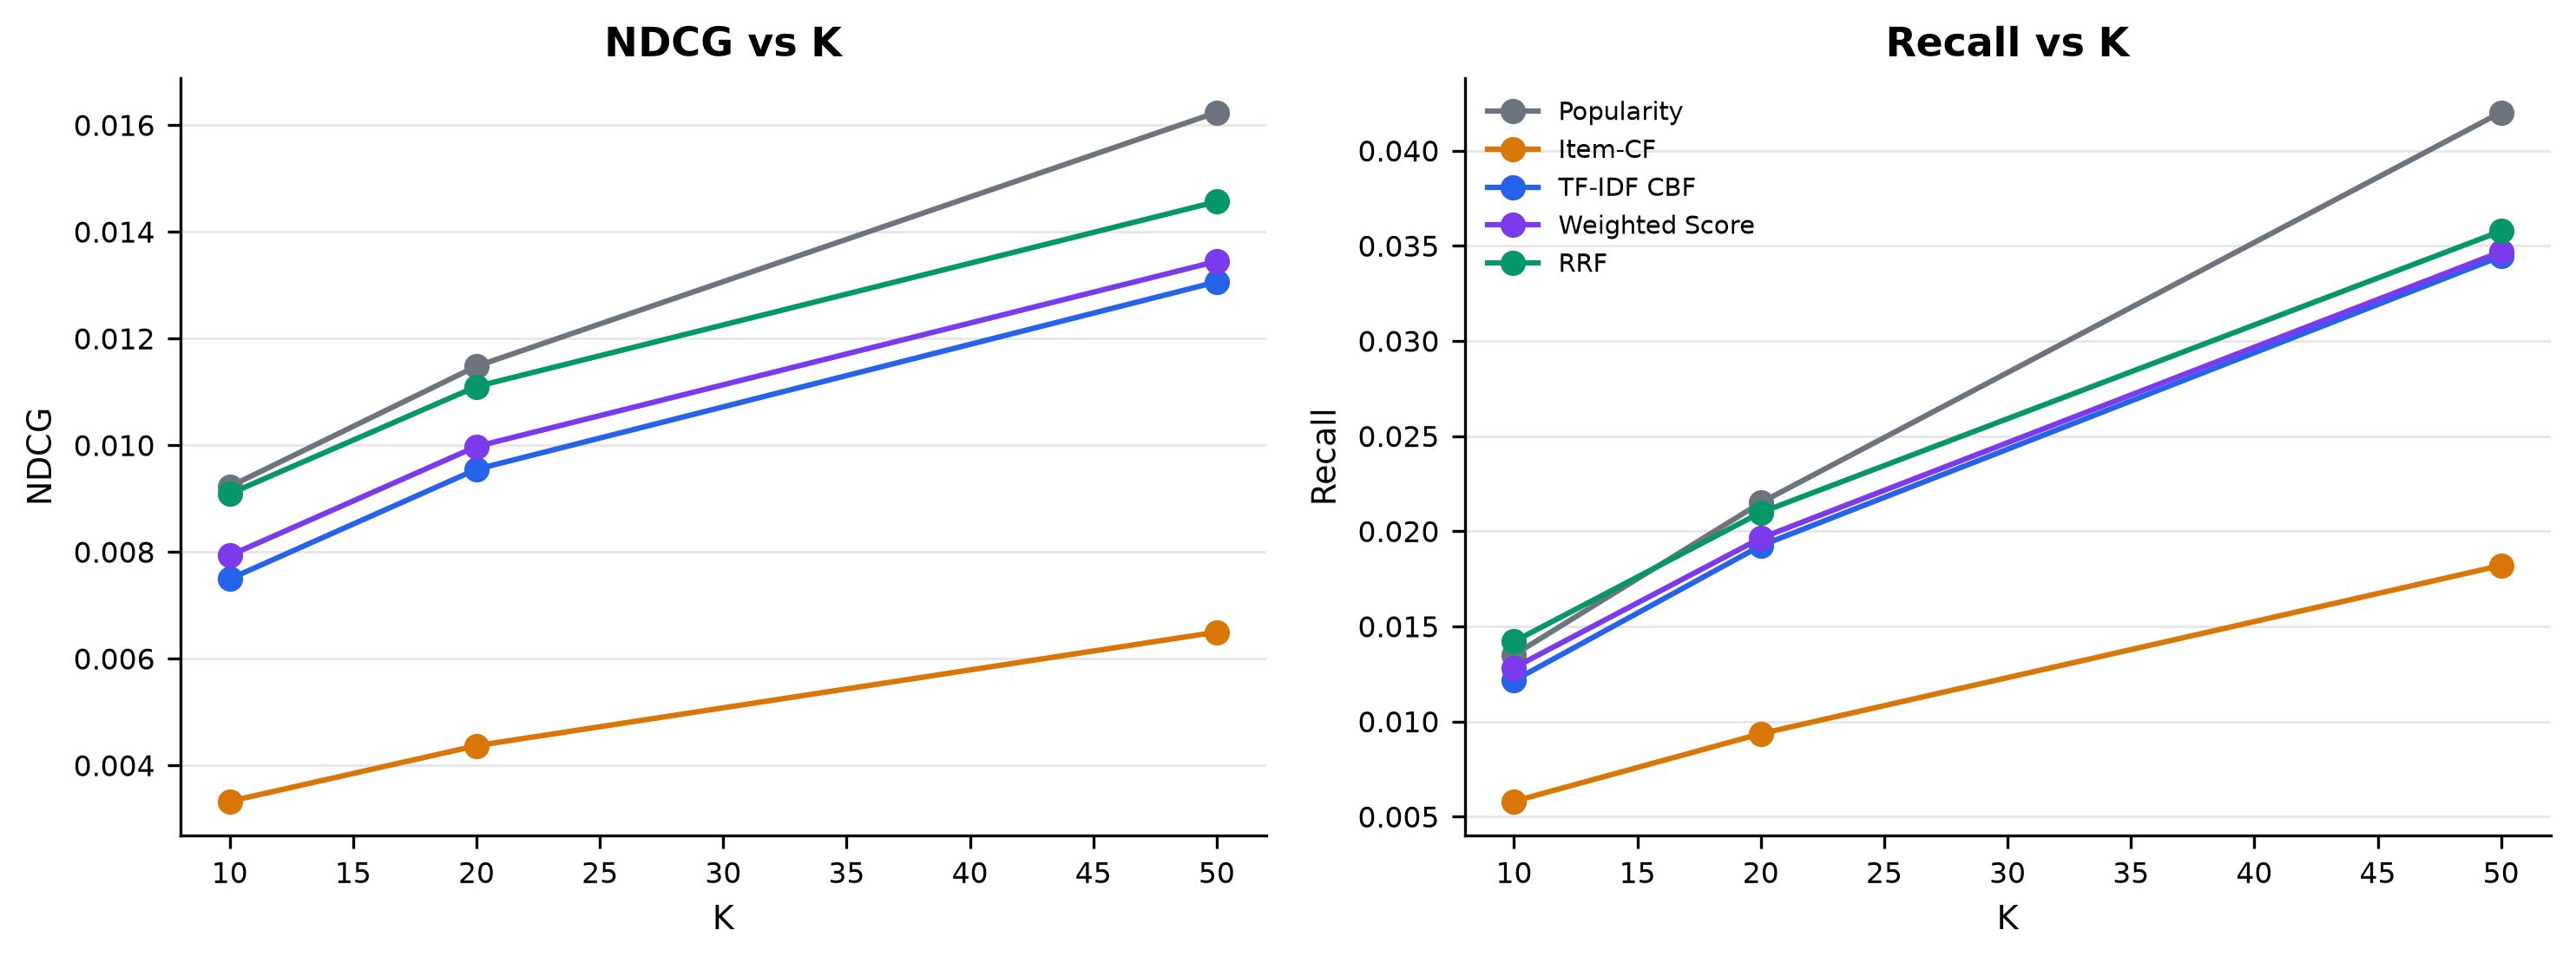 NDCG vs K
NDCG
0.016
0.014
0.012
0.010
0.008
0.006
0.004
10 15 20 25 30 35 40 45 50
K
Recall vs K
Recall
0.040
0.035
0.030
0.025
0.020
0.015
0.010
0.005
Popularity
Item-CF
TF-IDF CBF
Weighted Score
RRF
10 15 20 25 30 35 40 45 50
K